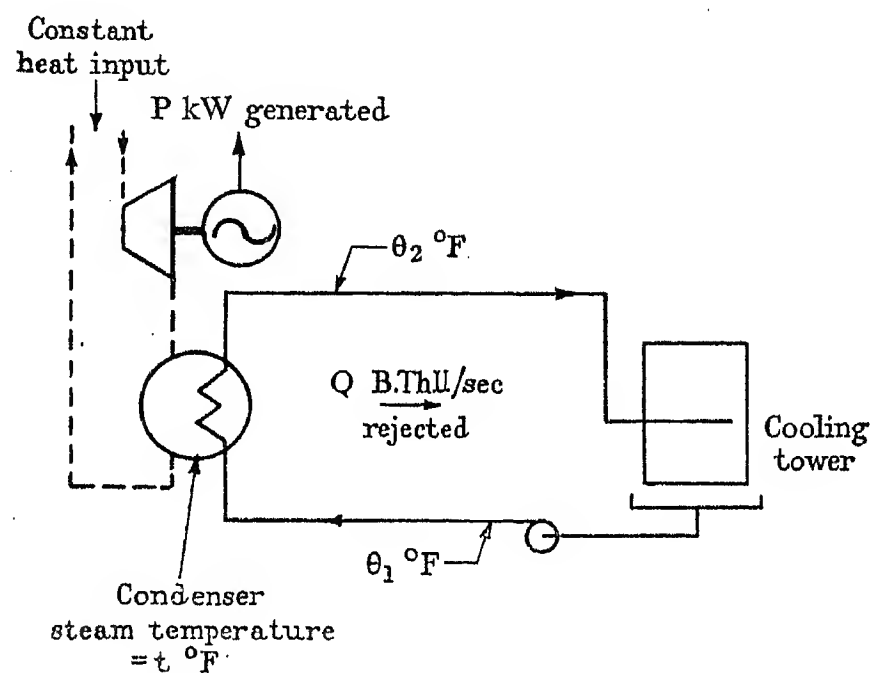 Constant
heat input
P kW generated
θ₂ °F
Q B.ThU/sec
rejected
Cooling
tower
θ₁ °F
Condenser
steam temperature
= t °F